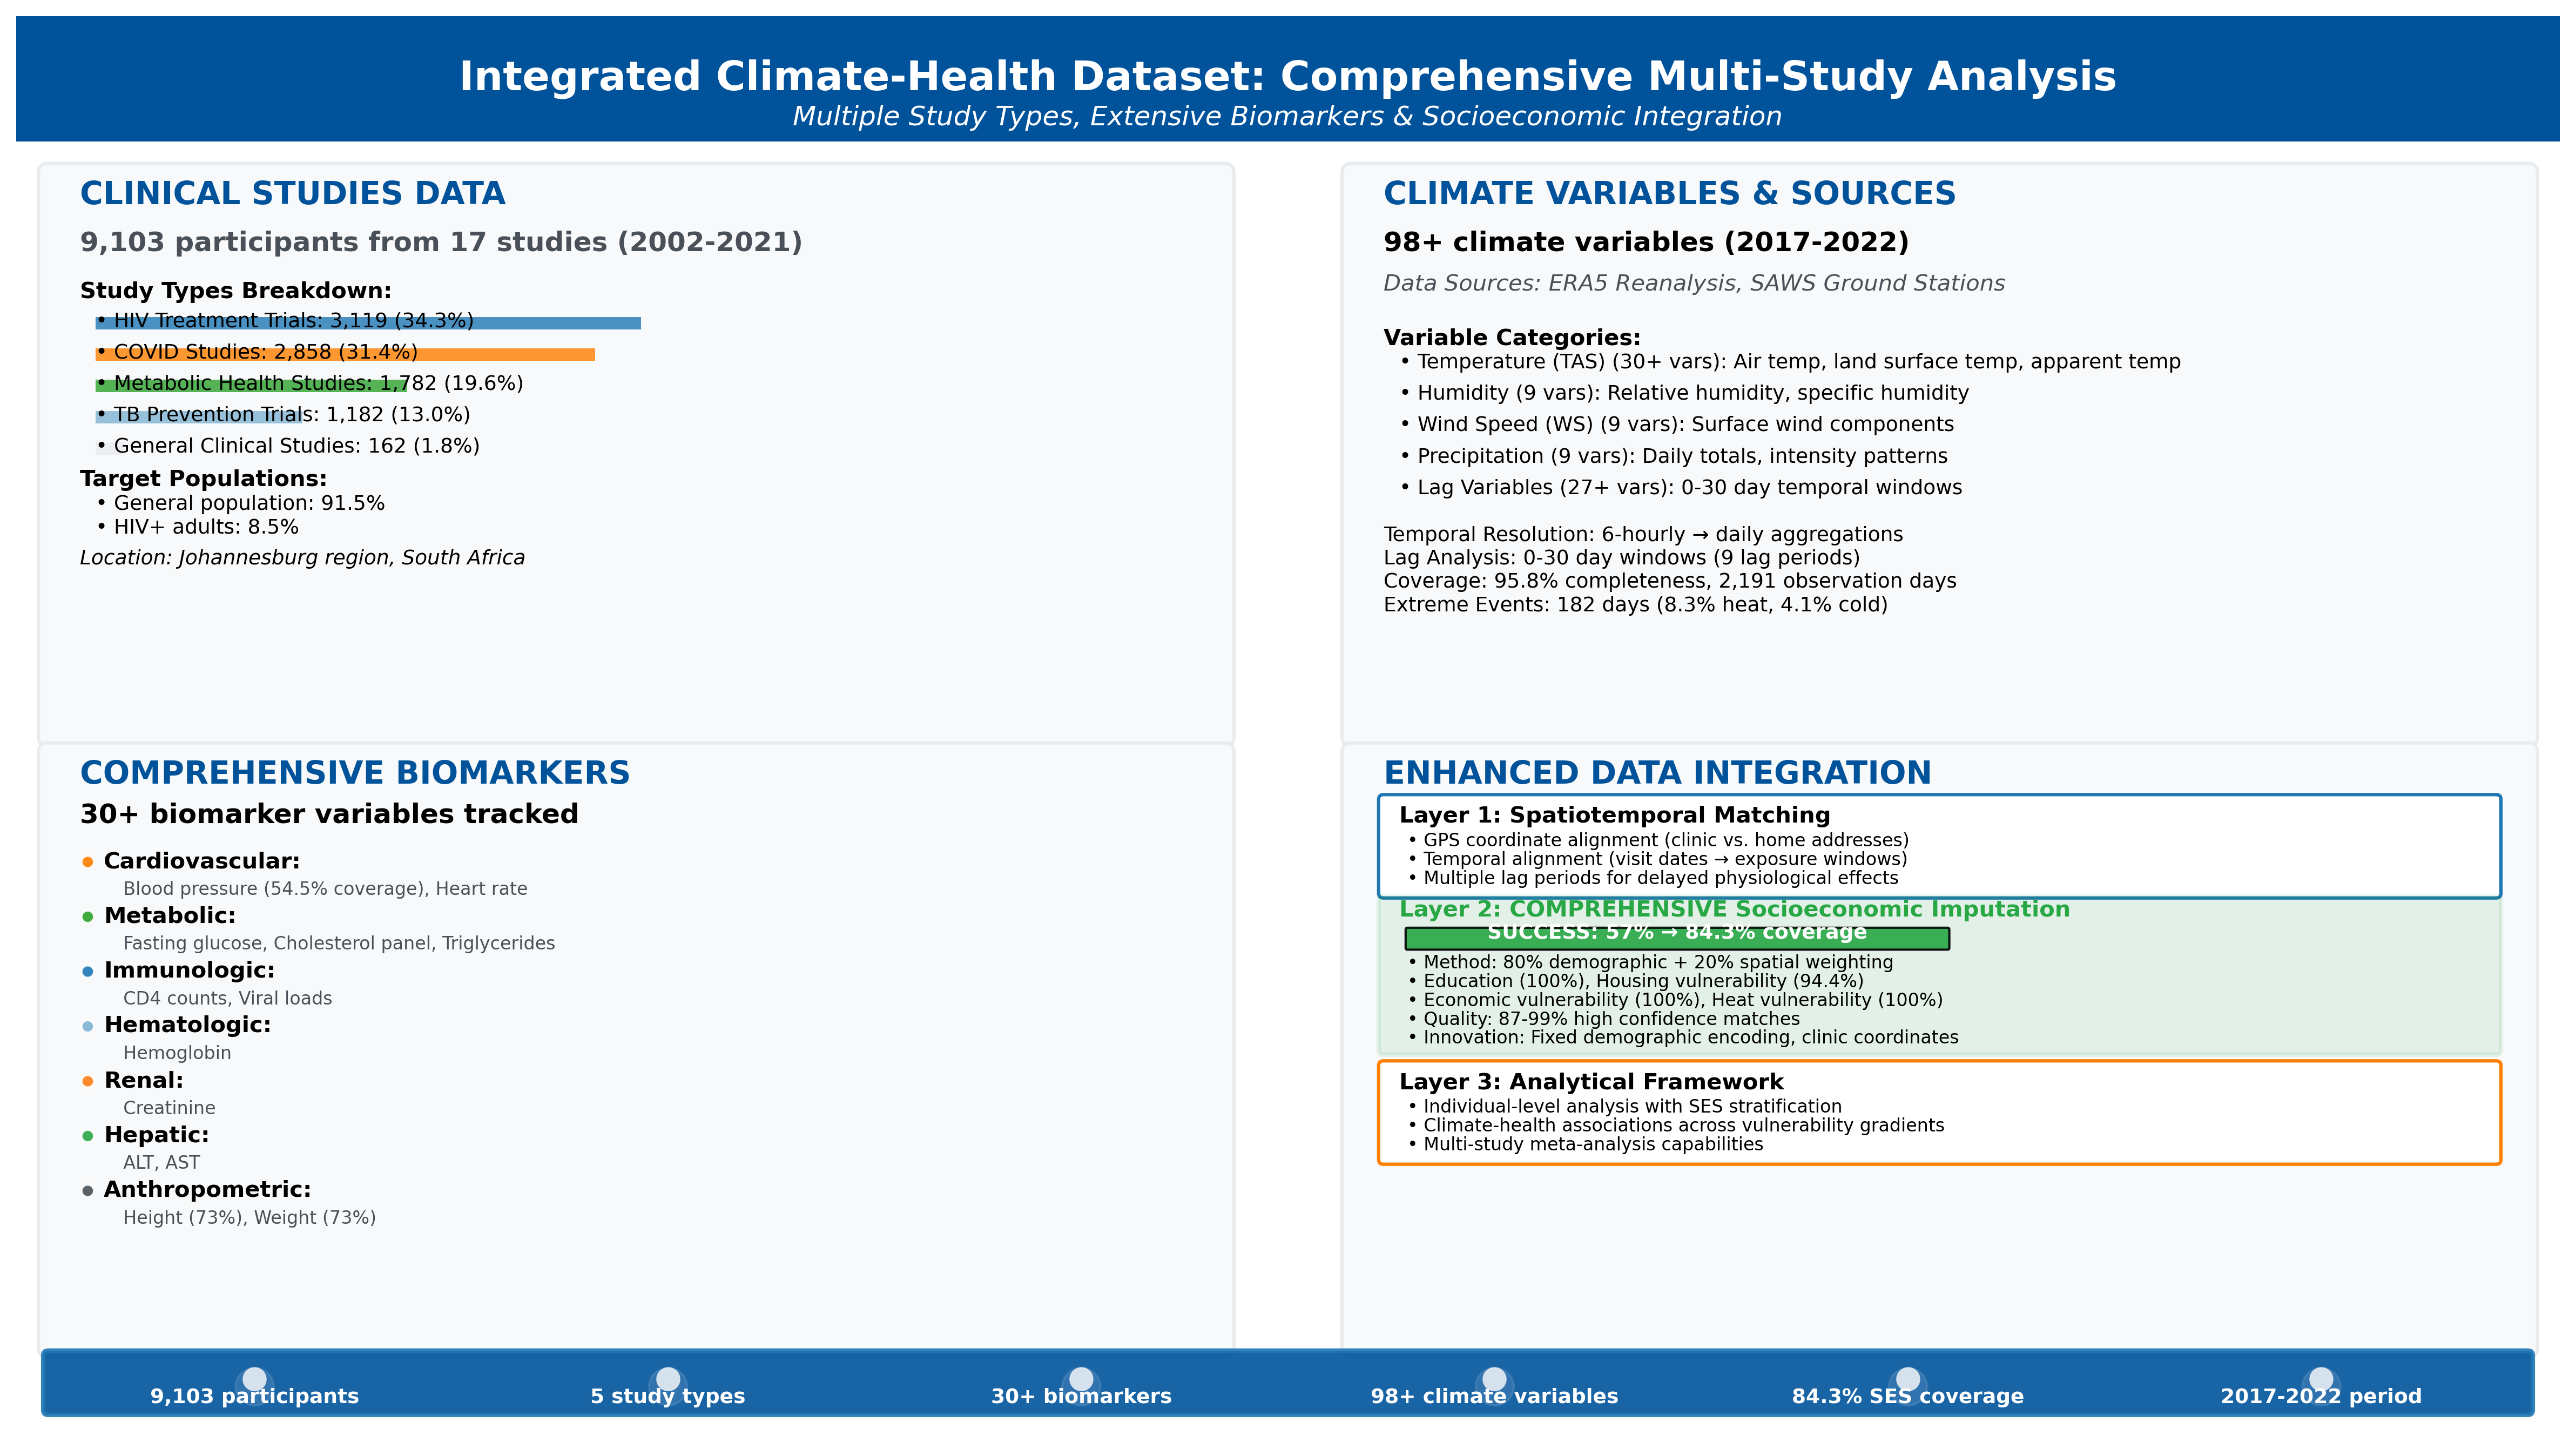 Integrated Climate-Health Dataset: Comprehensive Multi-Study Analysis
Multiple Study Types, Extensive Biomarkers & Socioeconomic Integration
CLINICAL STUDIES DATA
9,103 participants from 17 studies (2002-2021)
Study Types Breakdown:
• HIV Treatment Trials: 3,119 (34.3%)
• COVID Studies: 2,858 (31.4%)
• Metabolic Health Studies: 1,782 (19.6%)
• TB Prevention Trials: 1,182 (13.0%)
• General Clinical Studies: 162 (1.8%)
Target Populations:
• General population: 91.5%
• HIV+ adults: 8.5%
Location: Johannesburg region, South Africa
CLIMATE VARIABLES & SOURCES
98+ climate variables (2017-2022)
Data Sources: ERA5 Reanalysis, SAWS Ground Stations
Variable Categories:
• Temperature (TAS) (30+ vars): Air temp, land surface temp, apparent temp
• Humidity (9 vars): Relative humidity, specific humidity
• Wind Speed (WS) (9 vars): Surface wind components
• Precipitation (9 vars): Daily totals, intensity patterns
• Lag Variables (27+ vars): 0-30 day temporal windows
Temporal Resolution: 6-hourly → daily aggregations
Lag Analysis: 0-30 day windows (9 lag periods)
Coverage: 95.8% completeness, 2,191 observation days
Extreme Events: 182 days (8.3% heat, 4.1% cold)
COMPREHENSIVE BIOMARKERS
30+ biomarker variables tracked
• Cardiovascular:
Blood pressure (54.5% coverage), Heart rate
• Metabolic:
Fasting glucose, Cholesterol panel, Triglycerides
• Immunologic:
CD4 counts, Viral loads
• Hematologic:
Hemoglobin
• Renal:
Creatinine
• Hepatic:
ALT, AST
• Anthropometric:
Height (73%), Weight (73%)
ENHANCED DATA INTEGRATION
Layer 1: Spatiotemporal Matching
• GPS coordinate alignment (clinic vs. home addresses)
• Temporal alignment (visit dates → exposure windows)
• Multiple lag periods for delayed physiological effects
Layer 2: COMPREHENSIVE Socioeconomic Imputation
SUCCESS: 57% → 84.3% coverage
• Method: 80% demographic + 20% spatial weighting
• Education (100%), Housing vulnerability (94.4%)
• Economic vulnerability (100%), Heat vulnerability (100%)
• Quality: 87-99% high confidence matches
• Innovation: Fixed demographic encoding, clinic coordinates
Layer 3: Analytical Framework
• Individual-level analysis with SES stratification
• Climate-health associations across vulnerability gradients
• Multi-study meta-analysis capabilities
9,103 participants
5 study types
30+ biomarkers
98+ climate variables
84.3% SES coverage
2017-2022 period